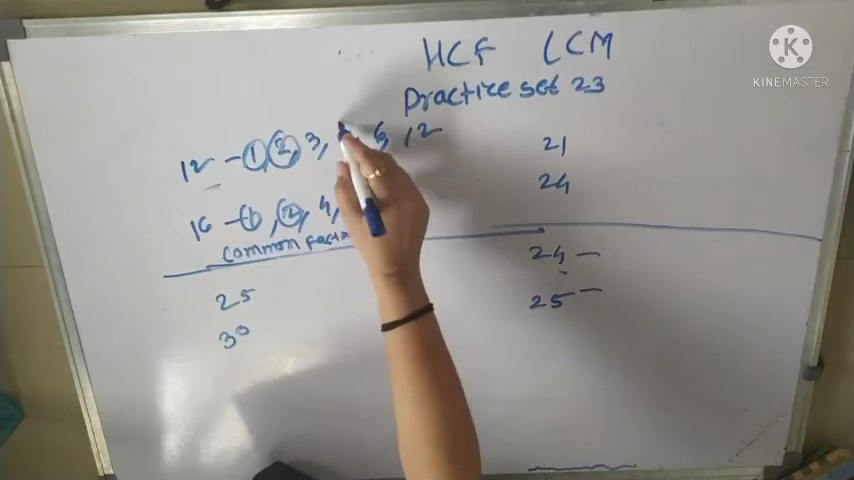 HCF LCM
Practice set 23
12 - 1, 2, 3, 6, 12
16 - 1, 2, 4,
Common
25
30
21
24
24 -
25 -
K
KINEMASTER